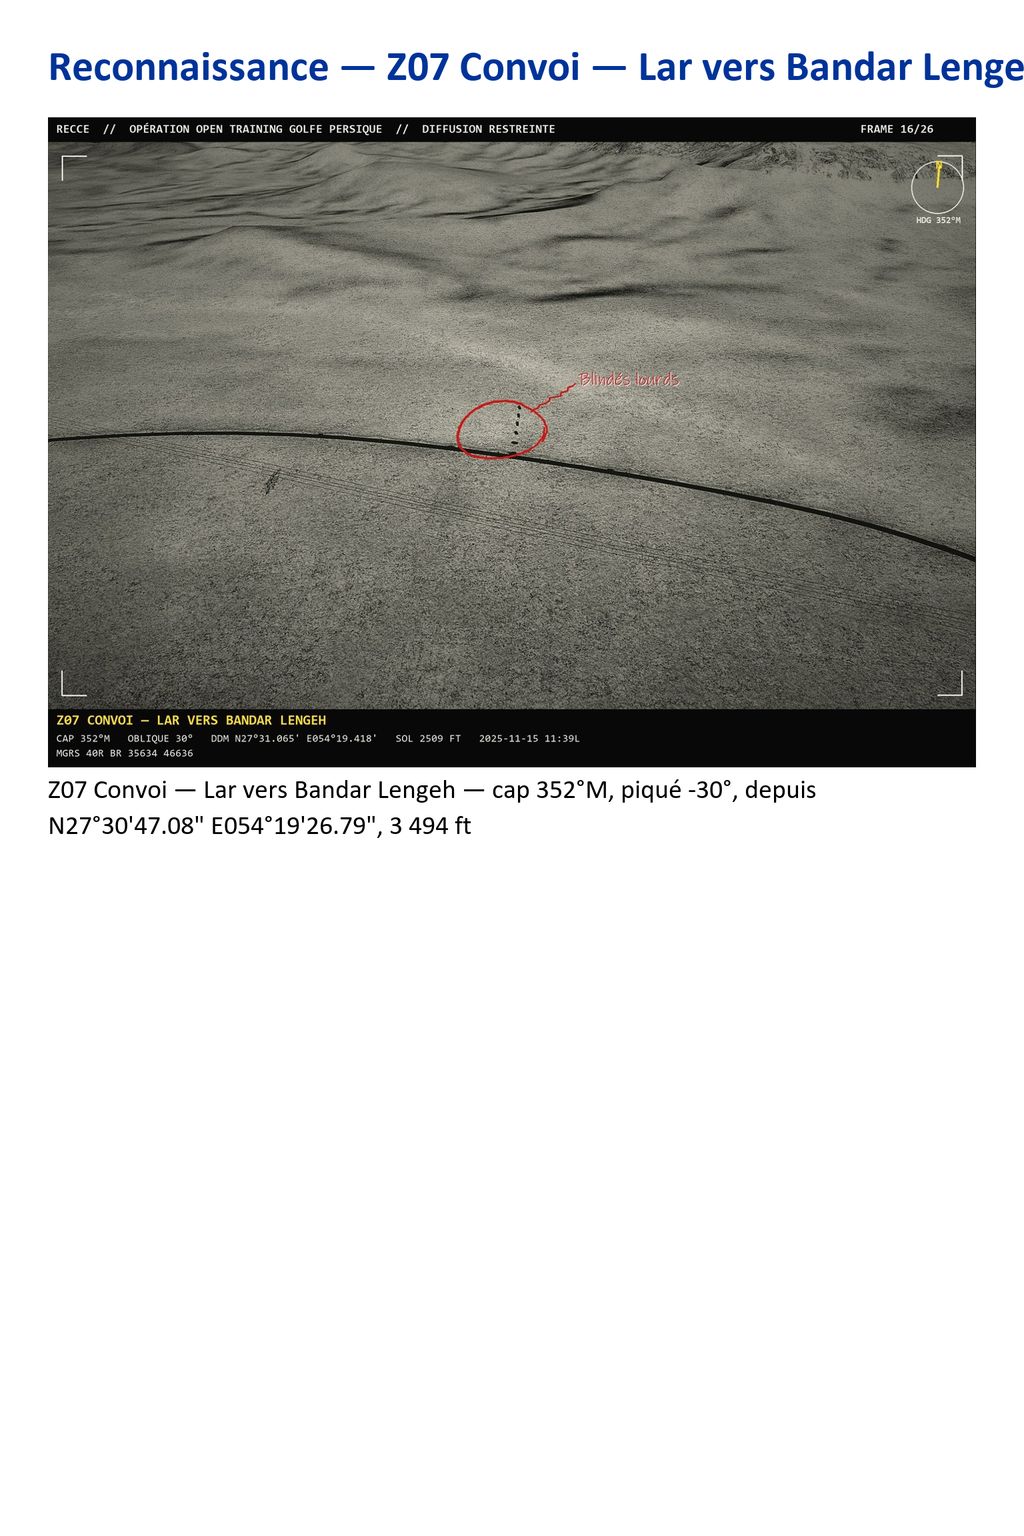 Reconnaissance — Z07 Convoi — Lar vers Bandar Lenge
RECCE // OPÉRATION OPEN TRAINING GOLFE PERSIQUE // DIFFUSION RESTREINTE FRAME 16/26
N
HDG 352°M
Blindés lourds
Z07 CONVOI — LAR VERS BANDAR LENGEH
CAP 352°M OBLIQUE 30° DDM N27°31.065' E054°19.418' SOL 2509 FT 2025-11-15 11:39L
MGRS 40R BR 35634 46636
Z07 Convoi — Lar vers Bandar Lengeh — cap 352°M, piqué -30°, depuis
N27°30'47.08" E054°19'26.79", 3 494 ft